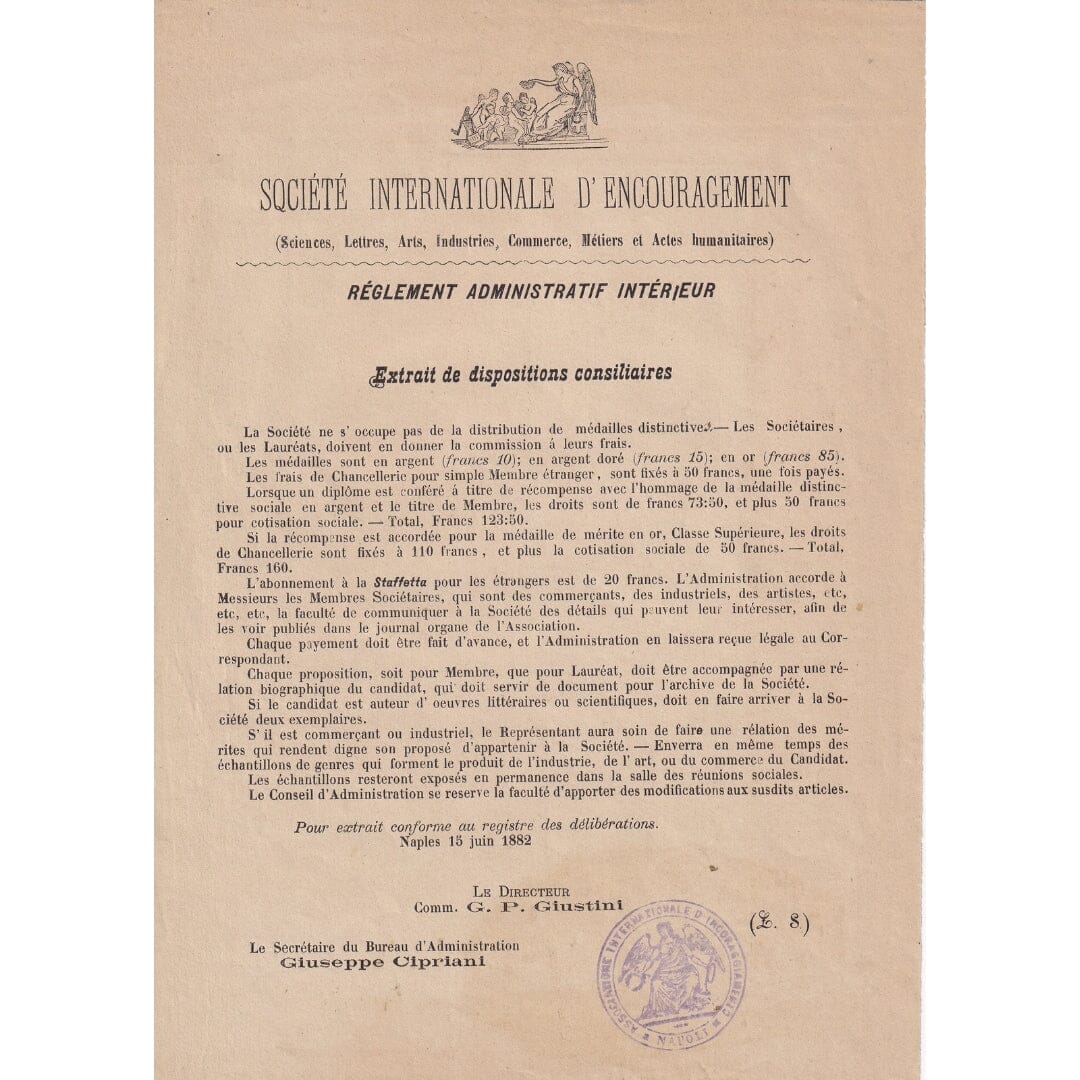 SOCIÉTÉ INTERNATIONALE D'ENCOURAGEMENT
(Sciences, Lettres, Arts, Industries, Commerce, Métiers et Actes humanitaires)
RÉGLEMENT ADMINISTRATIF INTÉRIEUR
Extrait de dispositions consiliaires
La Société ne s'occupe pas de la distribution de médailles distinctives. — Les Sociétaires,
ou les Lauréats, doivent en donner la commission á leurs frais.
Les médailles sont en argent (francs 10); en argent doré (francs 15); en or (francs 85).
Les frais de Chancellerie pour simple Membre étranger, sont fixés à 50 francs, une fois payés.
Lorsque un diplôme est conféré á titre de récompense avec l'hommage de la médaille distinc-
tive sociale en argent et le titre de Membre, les droits sont de francs 73:50, et plus 50 francs
pour cotisation sociale. — Total, Francs 123:50.
Si la récompense est accordée pour la médaille de mérite en or, Classe Supérieure, les droits
de Chancellerie sont fixés à 110 francs, et plus la cotisation sociale de 50 francs. — Total,
Francs 160.
L'abonnement à la Staffetta pour les étrangers est de 20 francs. L'Administration accorde à
Messieurs les Membres Sociétaires, qui sont des commerçants, des industriels, des artistes, etc,
etc, etc, la faculté de communiquer à la Société des détails qui peuvent leur intéresser, afin de
les voir publiés dans le journal organe de l'Association.
Chaque payement doit être fait d'avance, et l'Administration en laissera reçue légale au Cor-
respondant.
Chaque proposition, soit pour Membre, que pour Lauréat, doit être accompagnée par une ré-
lation biographique du candidat, qui doit servir de document pour l'archive de la Société.
Si le candidat est auteur d'oeuvres littéraires ou scientifiques, doit en faire arriver à la So-
ciété deux exemplaires.
S'il est commerçant ou industriel, le Représentant aura soin de faire une rélation des mé-
rites qui rendent digne son proposé d'appartenir à la Société. — Enverra en même temps des
échantillons de genres qui forment le produit de l'industrie, de l'art, ou du commerce du Candidat.
Les échantillons resteront exposés en permanence dans la salle des réunions sociales.
Le Conseil d'Administration se reserve la faculté d'apporter des modifications aux susdits articles.
Pour extrait conforme au registre des délibérations.
Naples 15 juin 1882
LE DIRECTEUR
Comm. G. P. Giustini
(L. S.)
Le Secrétaire du Bureau d'Administration
Giuseppe Cipriani
ASSOCIAZIONE INTERNAZIONALE D'INCORAGGIAMENTO
NAPOLI